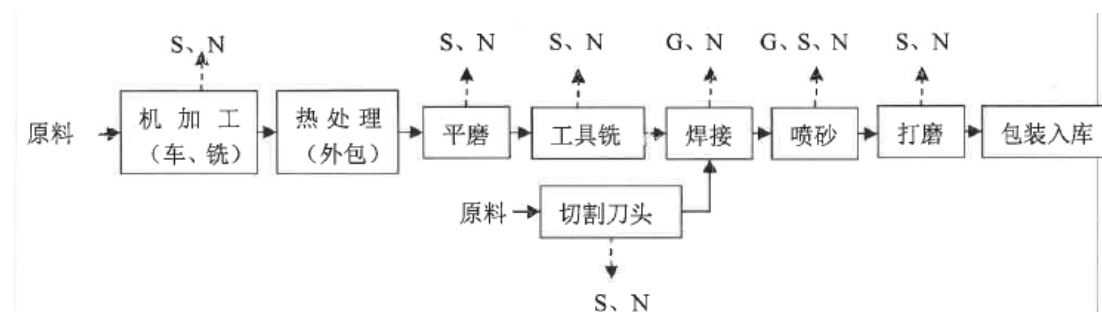 S、N
S、N
S、N
G、N
G、S、N
S、N
原料
机加工
（车、铣）
热处理
（外包）
平磨
工具铣
焊接
喷砂
打磨
包装入库
原料
切割刀头
S、N